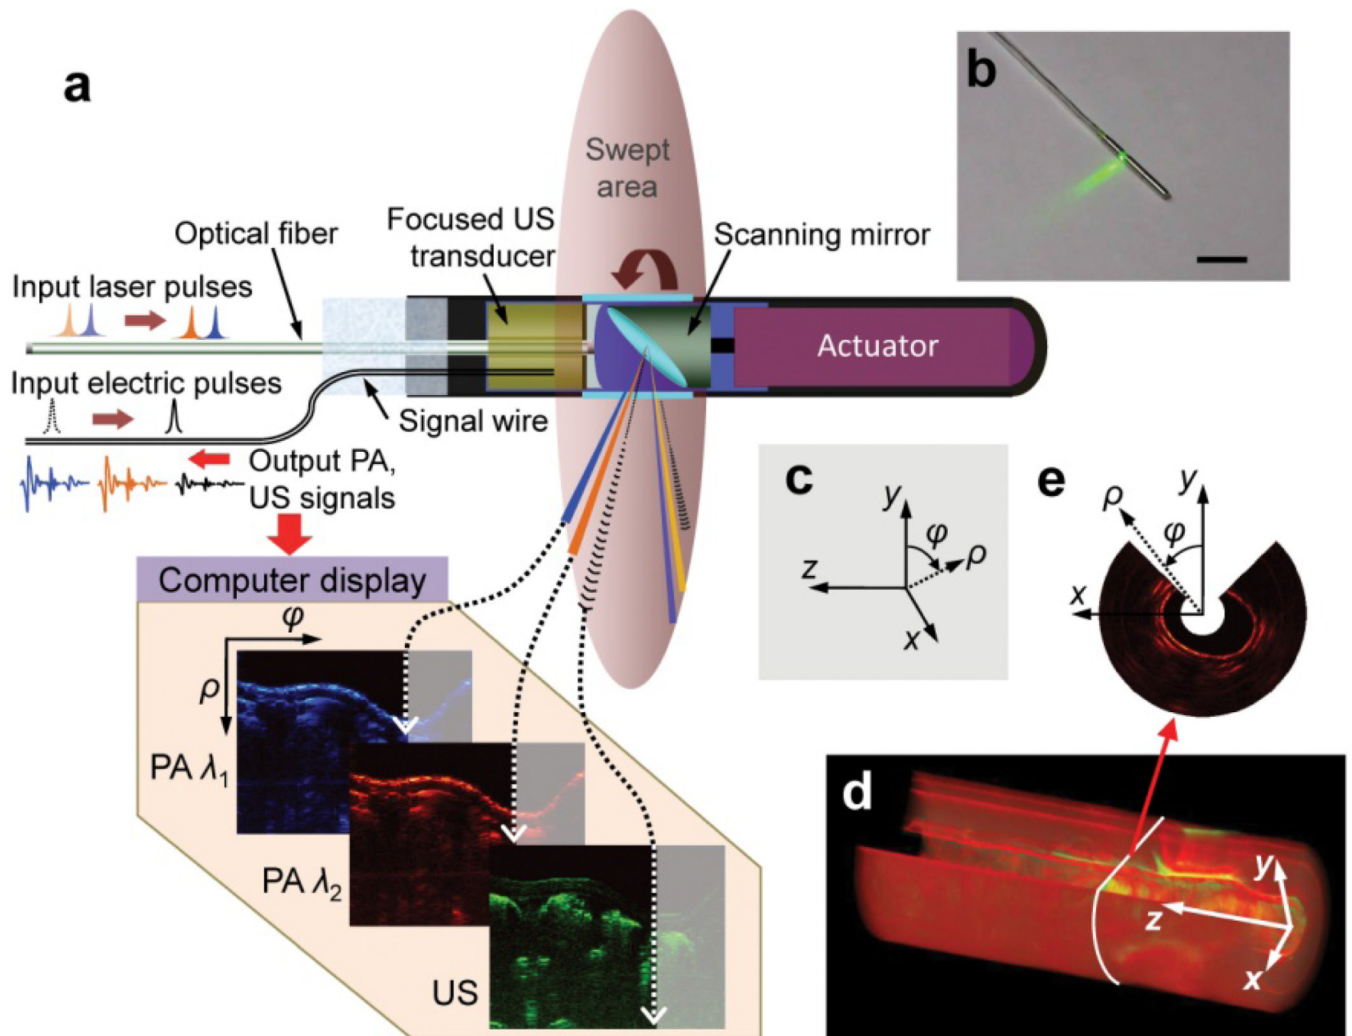 a
Swept
area
Focused US
transducer
Optical fiber
Scanning mirror
Input laser pulses
Actuator
Input electric pulses
Signal wire
Output PA,
US signals
Computer display
φ
ρ
PA λ1
PA λ2
US
b
c
y
φ
ρ
z
x
e
ρ
y
φ
x
d
y
z
x